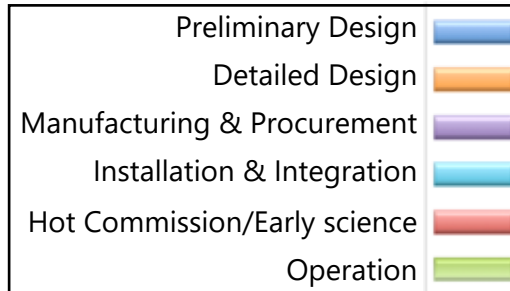 Preliminary Design
Detailed Design
Manufacturing & Procurement
Installation & Integration
Hot Commission/Early science
Operation